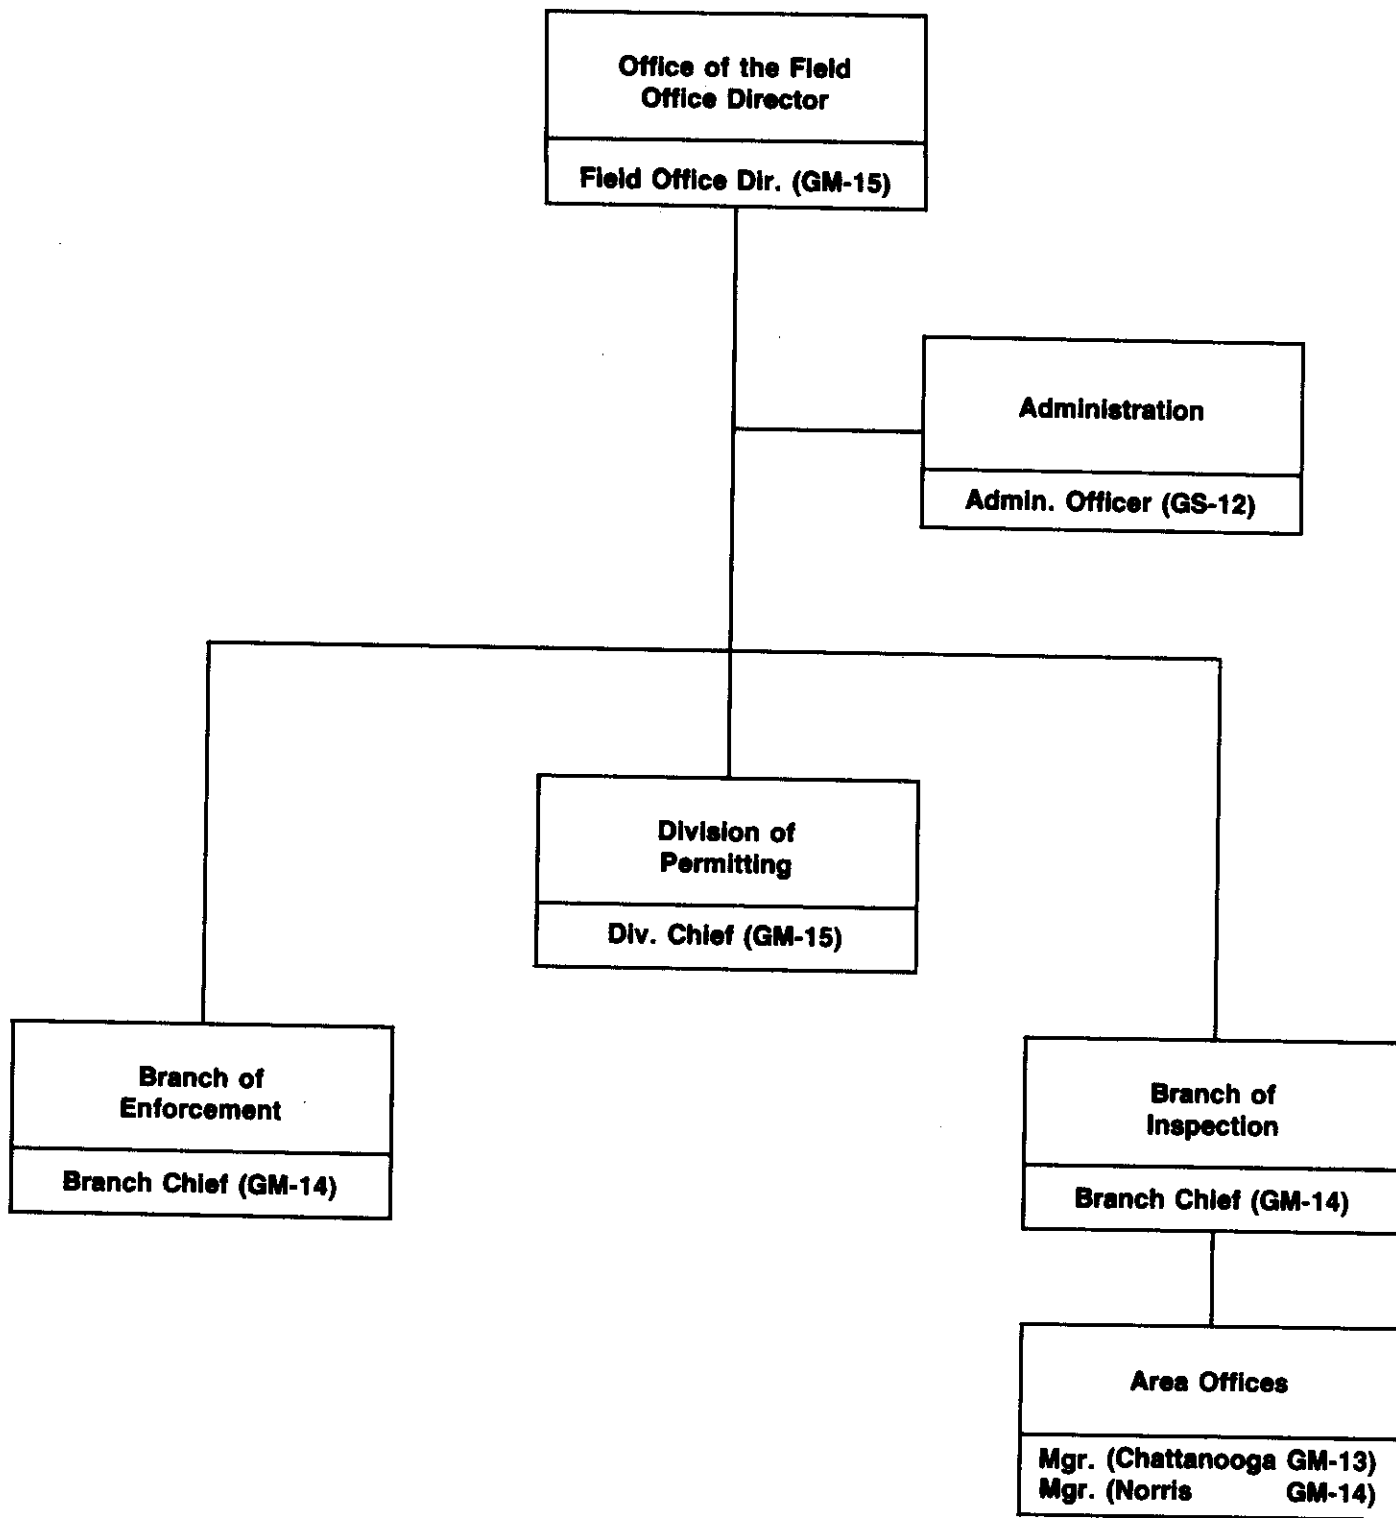 Office of the Field
Office Director
Field Office Dir. (GM-15)
Administration
Admin. Officer (GS-12)
Division of
Permitting
Div. Chief (GM-15)
Branch of
Enforcement
Branch Chief (GM-14)
Branch of
Inspection
Branch Chief (GM-14)
Area Offices
Mgr. (Chattanooga GM-13)
Mgr. (Norris GM-14)